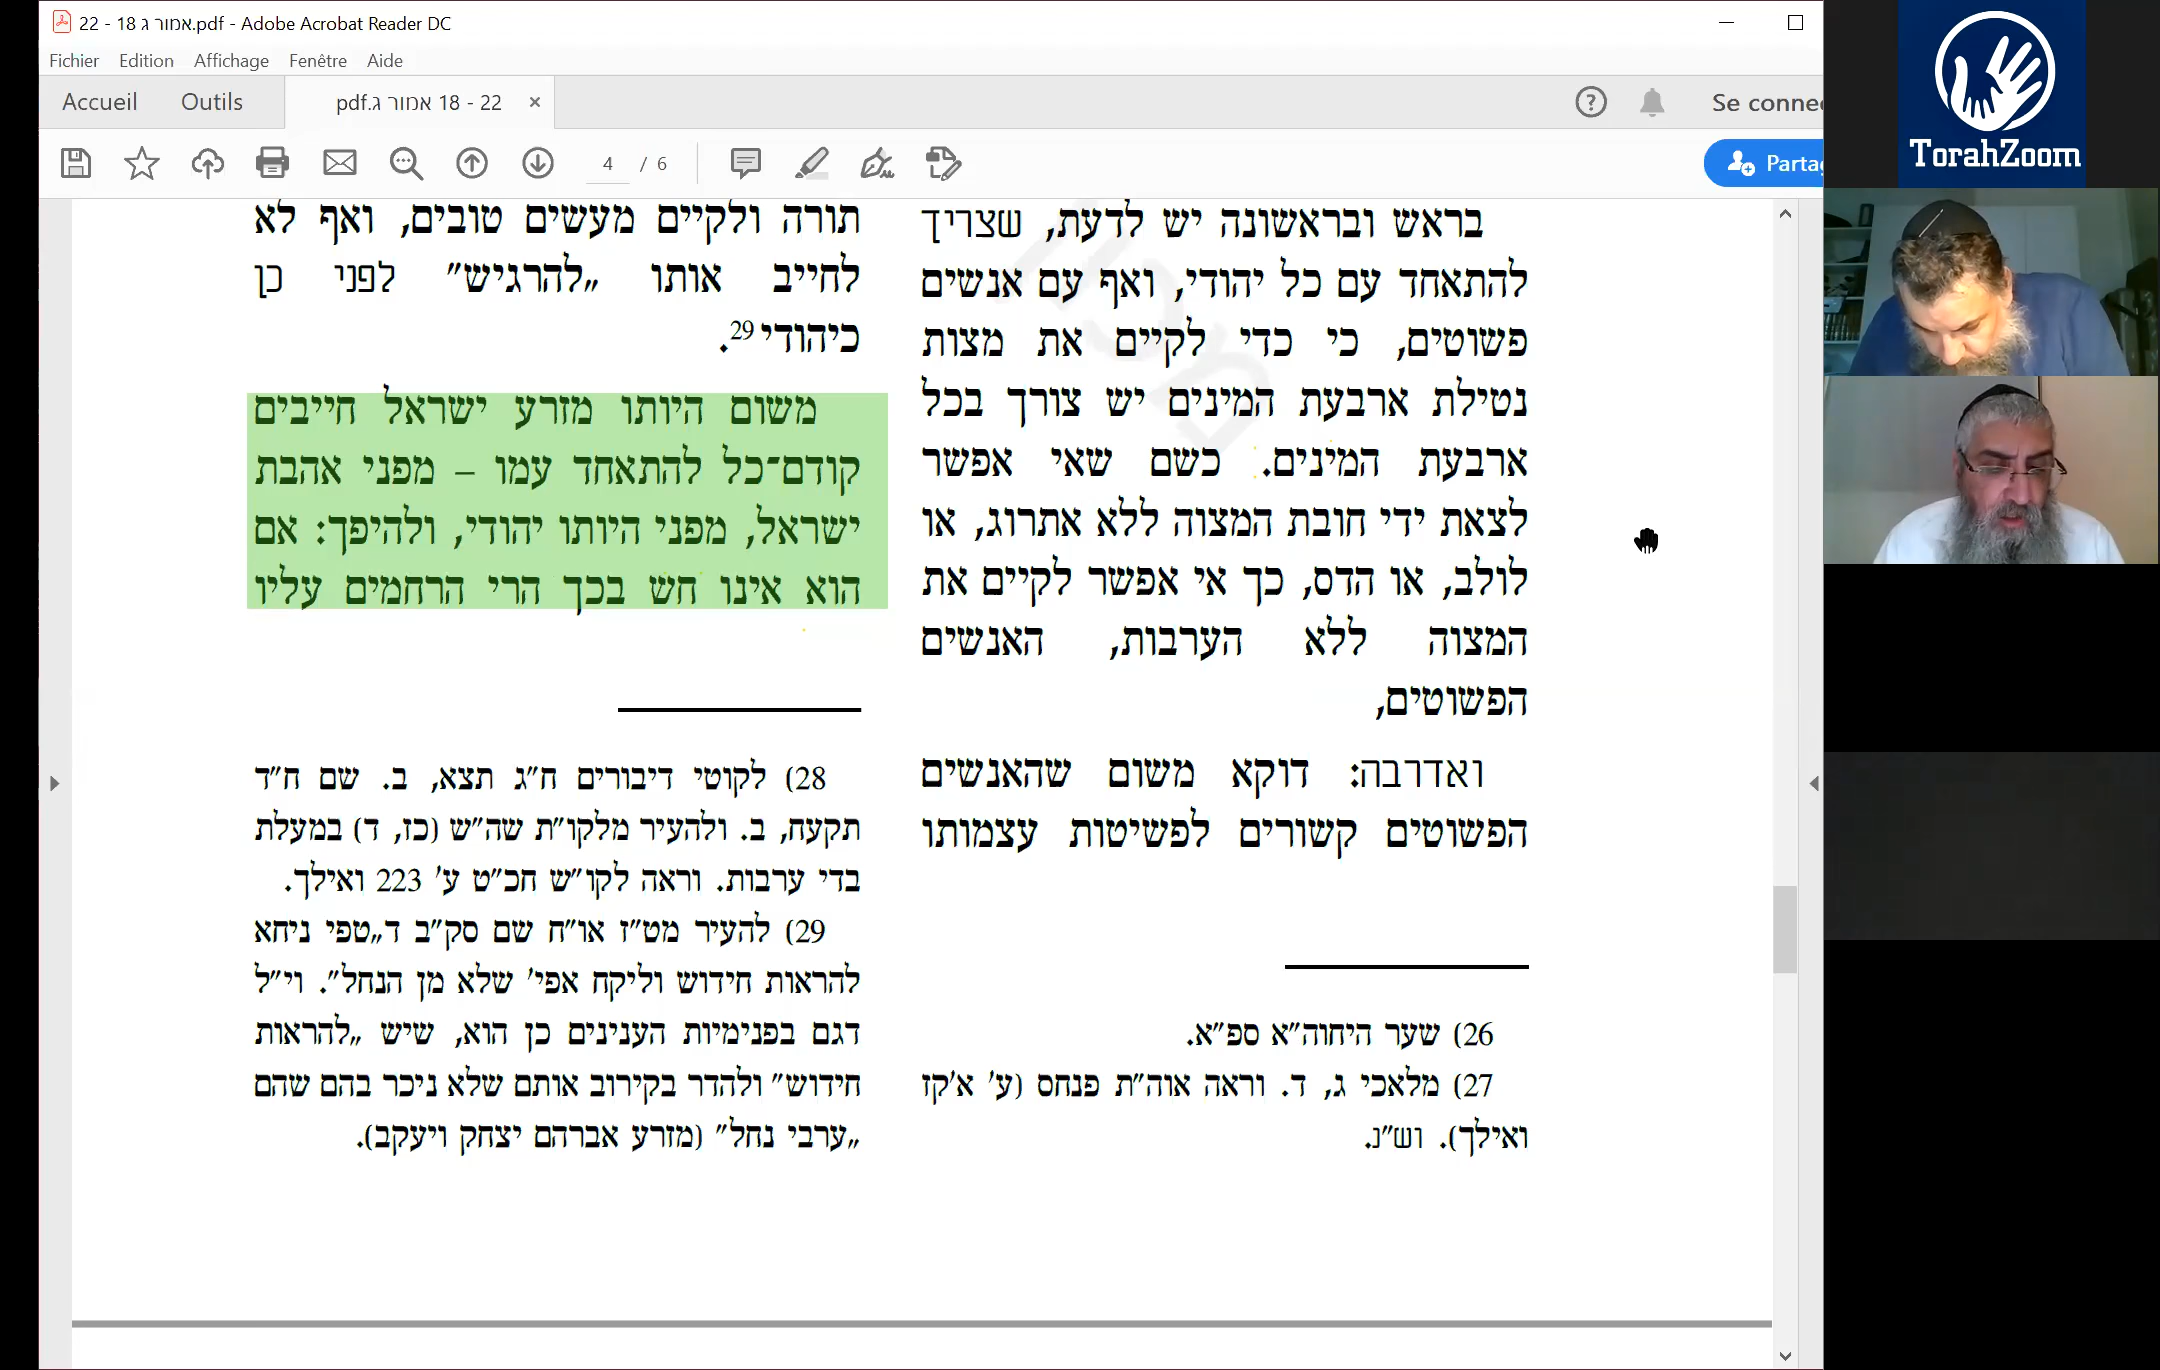 אמור ג 18 - 22.pdf - Adobe Acrobat Reader DC
Fichier Edition Affichage Fenêtre Aide
Accueil Outils
אמור ג 18 - 22.pdf ×
Se connec
4 / 6
Parta
בראש ובראשונה יש לדעת, שצריך
להתאחד עם כל יהודי, ואף עם אנשים
פשוטים, כי כדי לקיים את מצות
נטילת ארבעת המינים יש צורך בכל
ארבעת המינים. כשם שאי אפשר
לצאת ידי חובת המצוה ללא אתרוג, או
לולב, או הדס, כך אי אפשר לקיים את
המצוה ללא הערבות, האנשים
הפשוטים,
ואדרבה: דוקא משום שהאנשים
הפשוטים קשורים לפשיטות עצמותו
26) שער היחוה״א ספ״א.
27) מלאכי ג, ד. וראה אוה״ת פנחס (ע׳ א׳קז
ואילך). וש״נ.
תורה ולקיים מעשים טובים, ואף לא
לחייב אותו „להרגיש״ לפני כן
כיהודי29.
משום היותו מזרע ישראל חייבים
קודם־כל להתאחד עמו – מפני אהבת
ישראל, מפני היותו יהודי, ולהיפך: אם
הוא אינו חש בכך הרי הרחמים עליו
28) לקוטי דיבורים ח״ג תצא, ב. שם ח״ד
תקעח, ב. ולהעיר מלקו״ת שה״ש (כז, ד) במעלת
בדי ערבות. וראה לקו״ש חכ״ט ע׳ 223 ואילך.
29) להעיר מט״ז או״ח שם סק״ב ד„טפי ניחא
להראות חידוש וליקח אפי׳ שלא מן הנחל״. וי״ל
דגם בפנימיות הענינים כן הוא, שיש „להראות
חידוש״ ולהדר בקירוב אותם שלא ניכר בהם שהם
„ערבי נחל״ (מזרע אברהם יצחק ויעקב).
מכון
TorahZoom